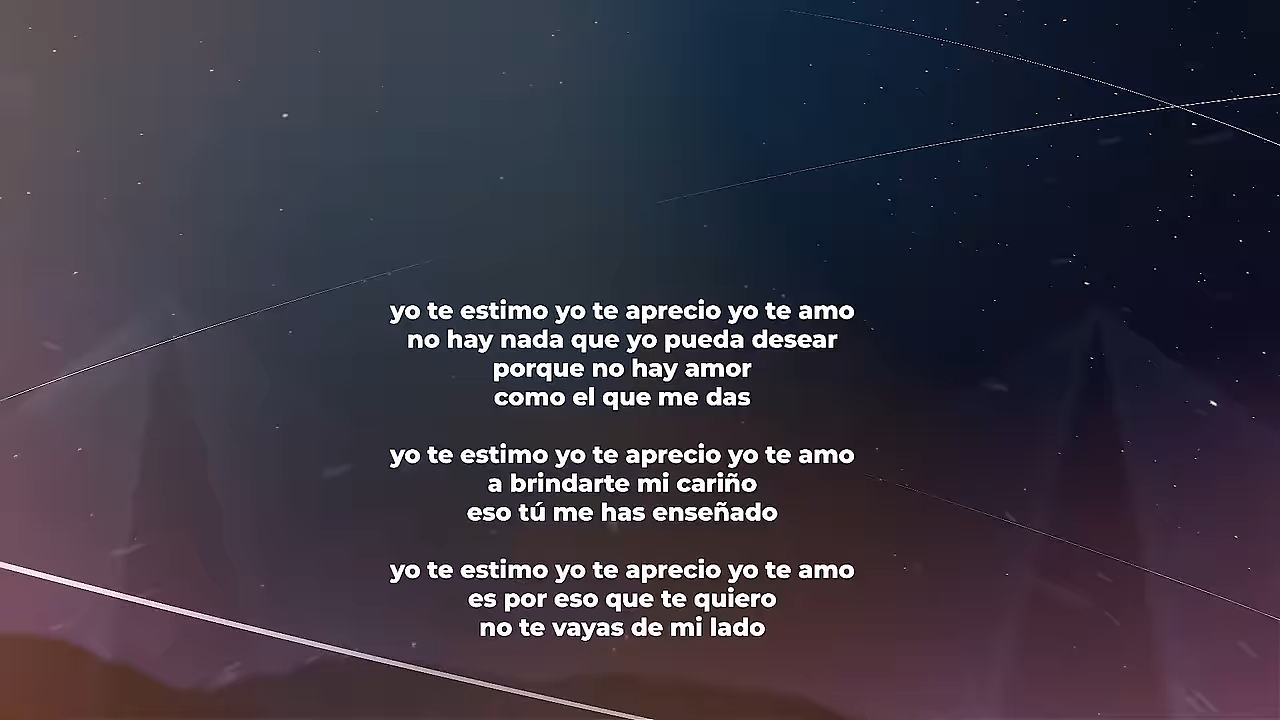 yo te estimo yo te aprecio yo te amo
no hay nada que yo pueda desear
porque no hay amor
como el que me das
yo te estimo yo te aprecio yo te amo
a brindarte mi cariño
eso tú me has enseñado
yo te estimo yo te aprecio yo te amo
es por eso que te quiero
no te vayas de mi lado